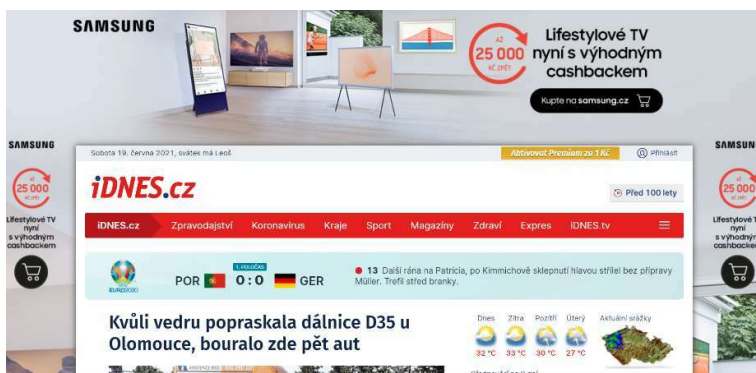 SAMSUNG
AŽ
25 000
KČ ZPĚT
Lifestylové TV
nyní s výhodným
cashbackem
Kupte na samsung.cz
SAMSUNG
AŽ
25 000
KČ ZPĚT
Lifestylové TV
nyní
s výhodným
cashbackem
Sobota 19. června 2021, svátek má Leoš
Aktivovat Premium za 1 Kč
Přihlásit
iDNES.cz
Před 100 lety
iDNES.cz Zpravodajství Koronavirus Kraje Sport Magazíny Zdraví Expres iDNES.tv
EURO2020
1. POLOČAS
POR 0:0 GER
13 Další rána na Patricia, po Kimmichově sklepnutí hlavou střílel bez přípravy
Müller. Trefil střed branky.
Kvůli vedru popraskala dálnice D35 u
Olomouce, bouralo zde pět aut
Dnes Zítra Pozítří Úterý Aktuální srážky
32 °C 33 °C 30 °C 27 °C
SAMSUN
AŽ
25 000
KČ ZPĚT
Lifestylové T
nyní
s výhodným
cashbackem